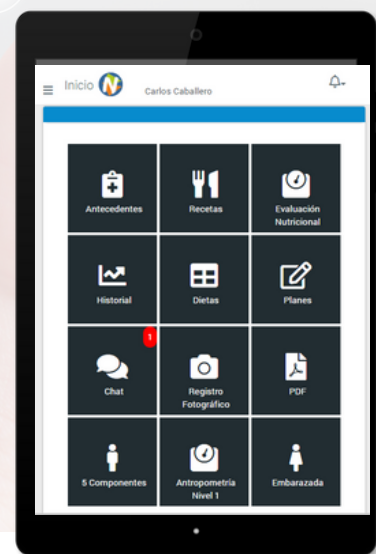 Inicio N
Carlos Caballero
Antecedentes
Recetas
Evaluación
Nutricional
Historial
Dietas
Planes
1
Chat
Registro
Fotográfico
PDF
5 Componentes
Antropometría
Nivel 1
Embarazada